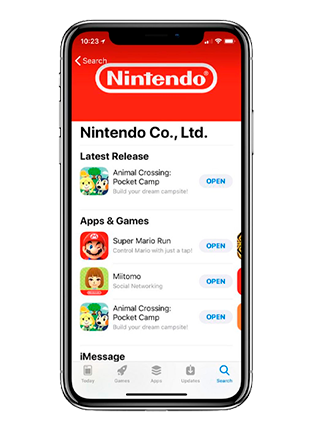 10:23
Search
Nintendo
Nintendo Co., Ltd.
Latest Release
Animal Crossing:
Pocket Camp
Build your dream campsite!
OPEN
Apps & Games
Super Mario Run
Control Mario with just a tap!
OPEN
Miitomo
Social Networking
OPEN
Animal Crossing:
Pocket Camp
Build your dream campsite!
OPEN
iMessage
Today
Games
Apps
Updates
Search